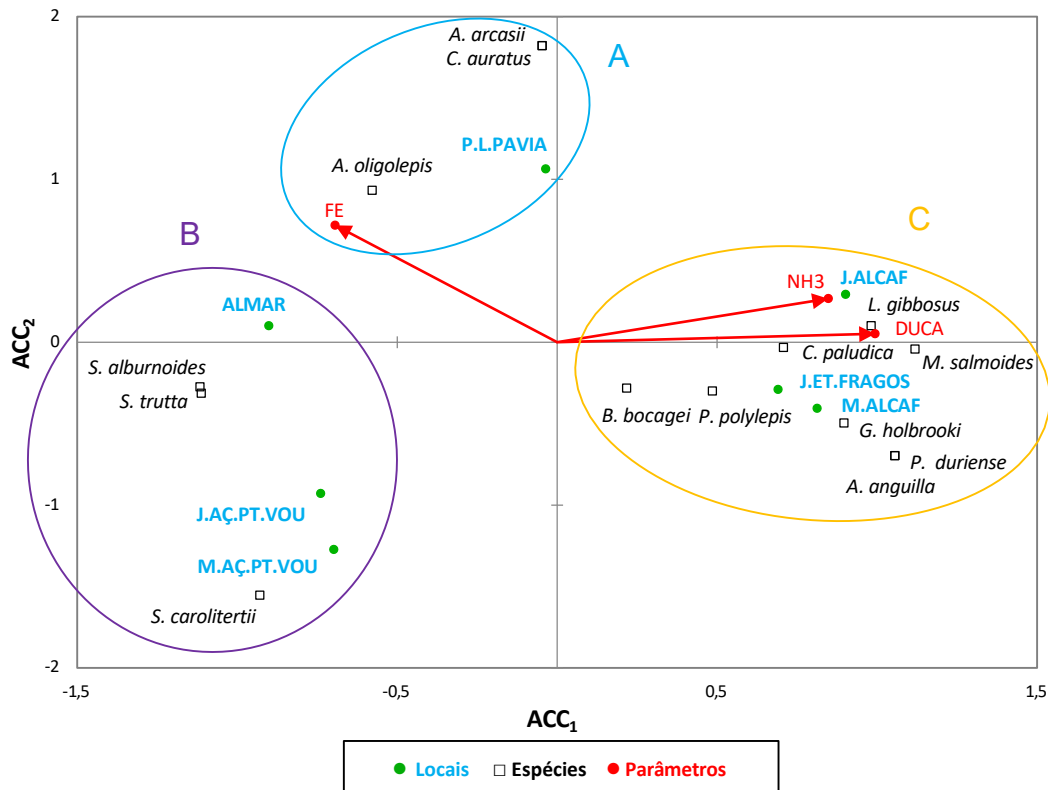 2
A. arcasii
C. auratus
A
P.L.PAVIA
A. oligolepis
1
FE
B
C
ALMAR
NH3
J.ALCAF
L. gibbosus
DUCA
ACC2
0
C. paludica
M. salmoides
S. alburnoides
S. trutta
J.ET.FRAGOS
B. bocagei
P. polylepis
M.ALCAF
G. holbrooki
P. duriense
A. anguilla
-1
J.AÇ.PT.VOU
M.AÇ.PT.VOU
S. carolitertii
-2
-1,5
-0,5
0,5
1,5
ACC1
Locais
Espécies
Parâmetros